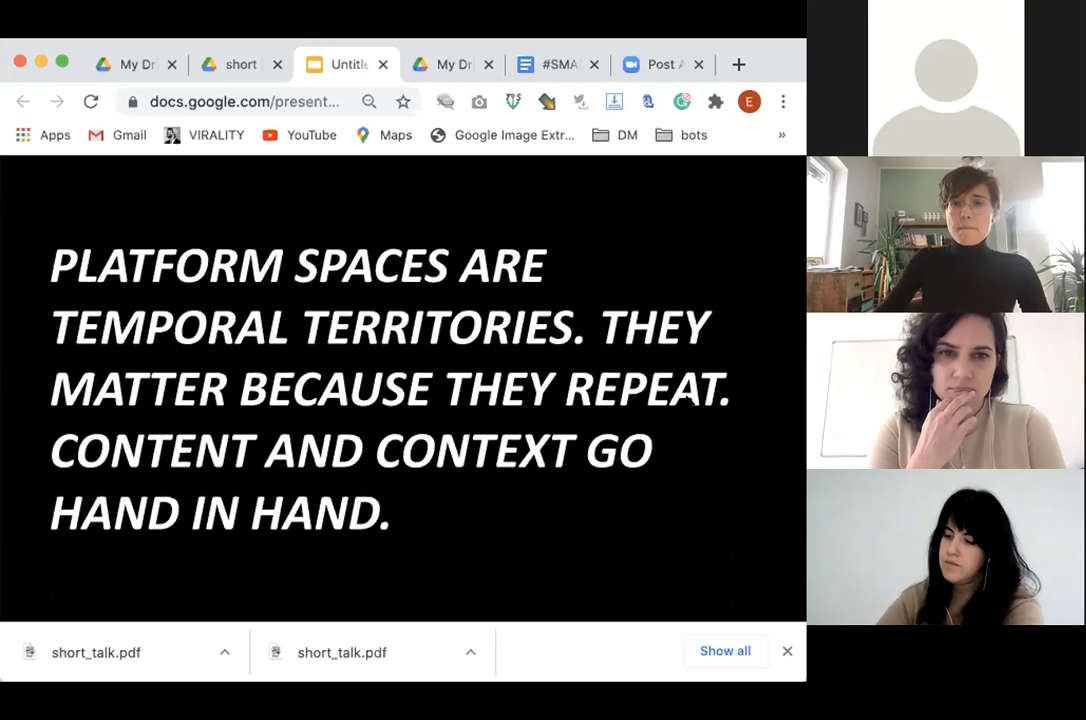 My Dr
short
Untitle
My Dr
#SMA
Post A
docs.google.com/present...
E
Apps
Gmail
VIRALITY
YouTube
Maps
Google Image Extr...
DM
bots
»
PLATFORM SPACES ARE
TEMPORAL TERRITORIES. THEY
MATTER BECAUSE THEY REPEAT.
CONTENT AND CONTEXT GO
HAND IN HAND.
short_talk.pdf
short_talk.pdf
Show all